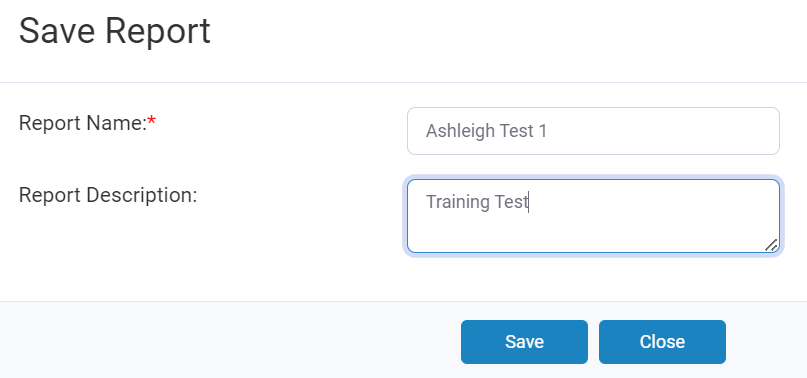 Save Report
Report Name:* Ashleigh Test 1
Report Description: Training Test
Save Close